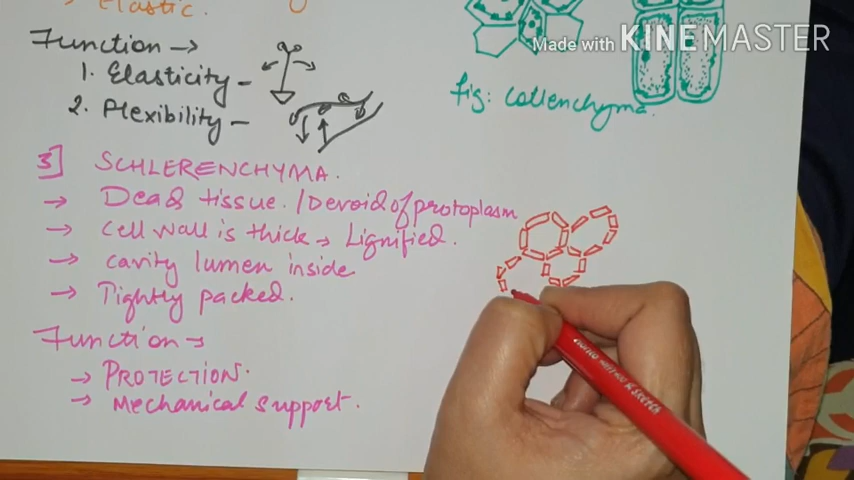 Elastic.
Function →
1. Elasticity -
2. Flexibility -
Made with KINEMASTER
fig: Collenchyma.
3] SCHLERENCHYMA.
→ Dead tissue. / Devoid of protoplasm
→ Cell wall is thick → Lignified.
→ cavity lumen inside
→ Tightly packed.
Function →
→ PROTECTION.
→ Mechanical support.